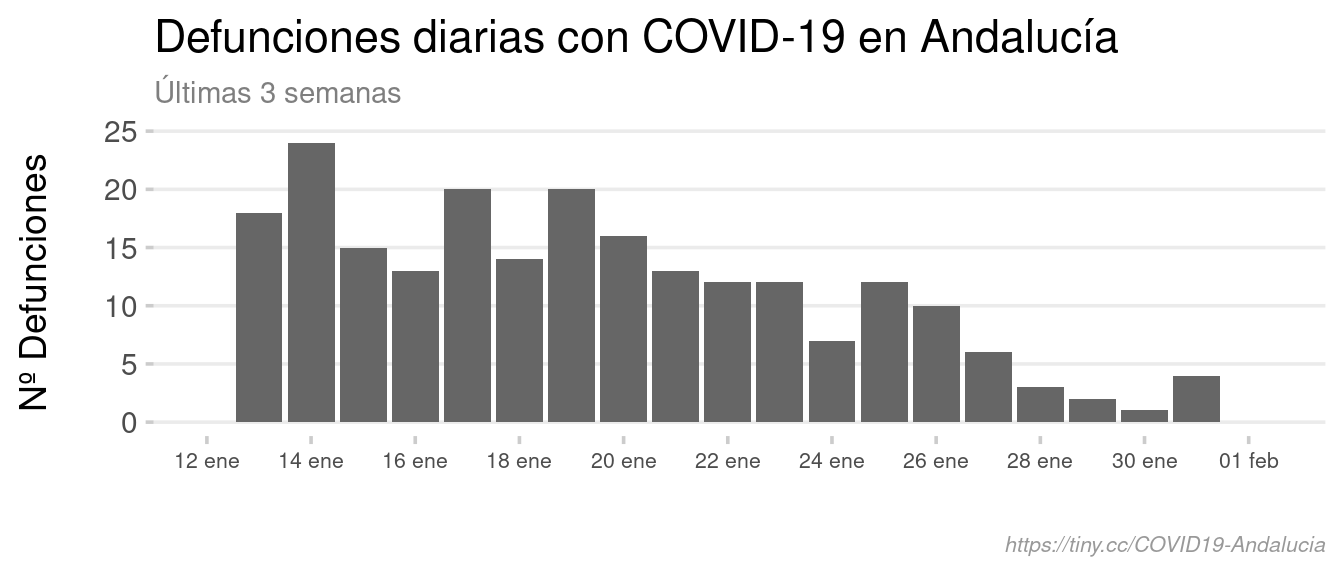 Defunciones diarias con COVID-19 en Andalucía
Últimas 3 semanas
Nº Defunciones
25
20
15
10
5
0
12 ene 14 ene 16 ene 18 ene 20 ene 22 ene 24 ene 26 ene 28 ene 30 ene 01 feb
https://tiny.cc/COVID19-Andalucia